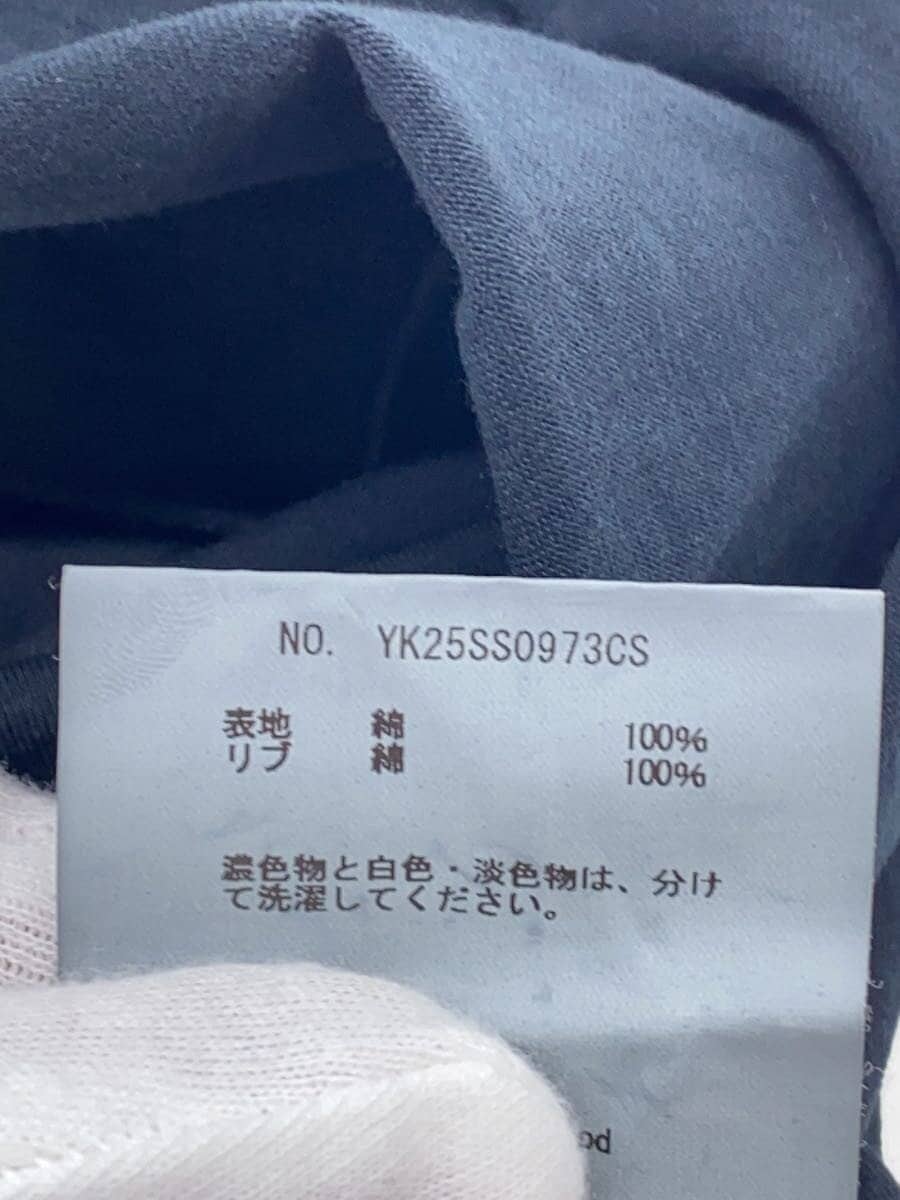 NO. YK25SS0973CS
表地 綿 100%
リブ 綿 100%
濃色物と白色・淡色物は、分け
て洗濯してください。